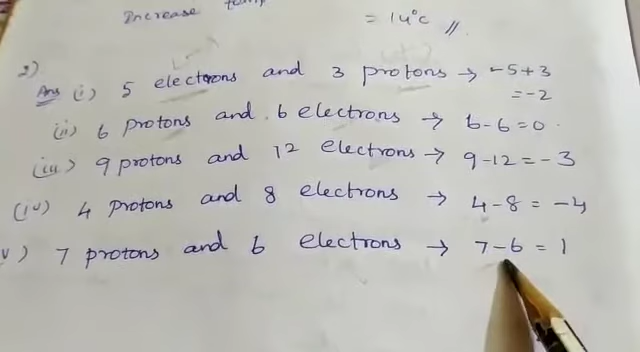 Increase temp
= 14°C //
2)
Ans (i) 5 electrons and 3 protons → -5+3
= -2
(ii) 6 protons and 6 electrons → 6-6=0.
(iii) 9 protons and 12 electrons → 9-12 = -3
(iv) 4 protons and 8 electrons → 4-8 = -4
v) 7 protons and 6 electrons → 7-6 = 1